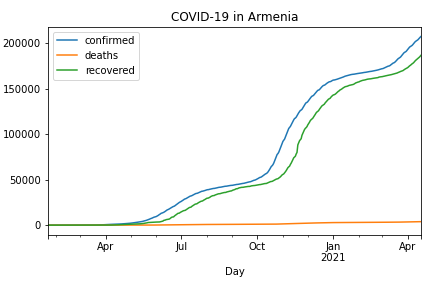 COVID-19 in Armenia
confirmed
deaths
recovered
200000
150000
100000
50000
0
Apr Jul Oct Jan Apr
2021
Day